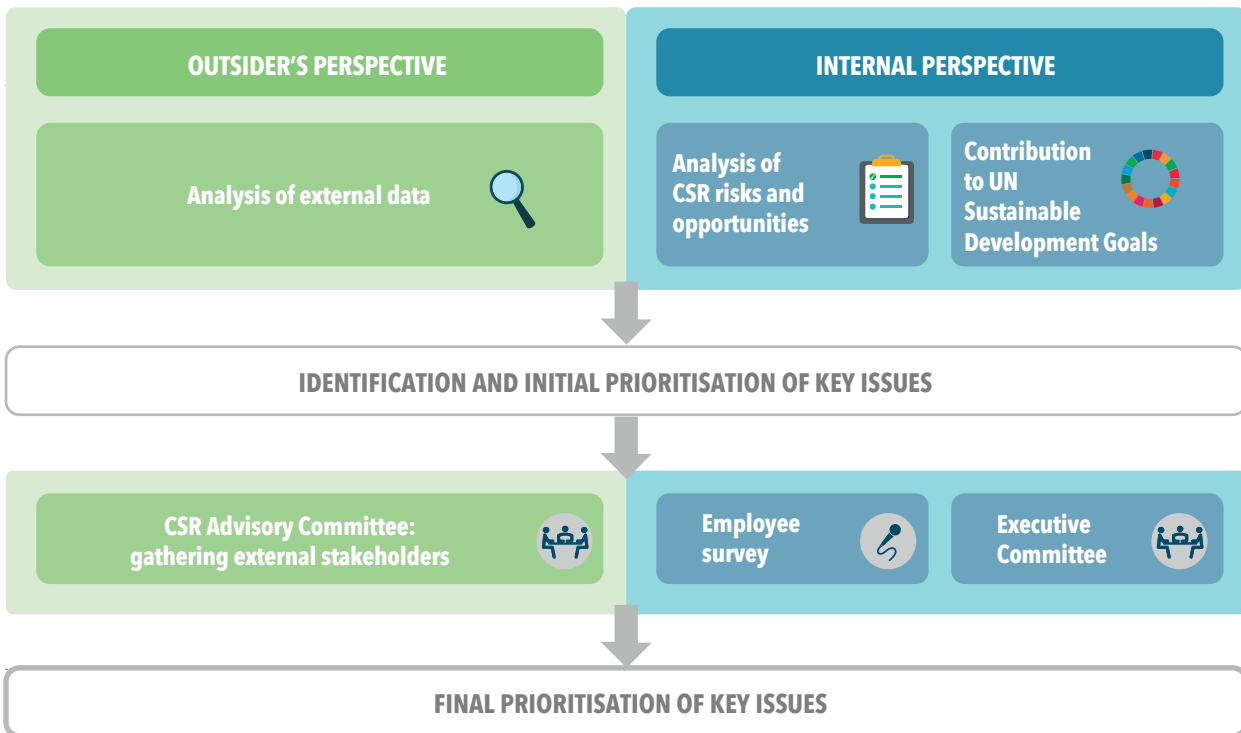 OUTSIDER'S PERSPECTIVE
INTERNAL PERSPECTIVE
Analysis of external data
Analysis of
CSR risks and
opportunities
Contribution
to UN
Sustainable
Development Goals
IDENTIFICATION AND INITIAL PRIORITISATION OF KEY ISSUES
CSR Advisory Committee:
gathering external stakeholders
Employee
survey
Executive
Committee
FINAL PRIORITISATION OF KEY ISSUES